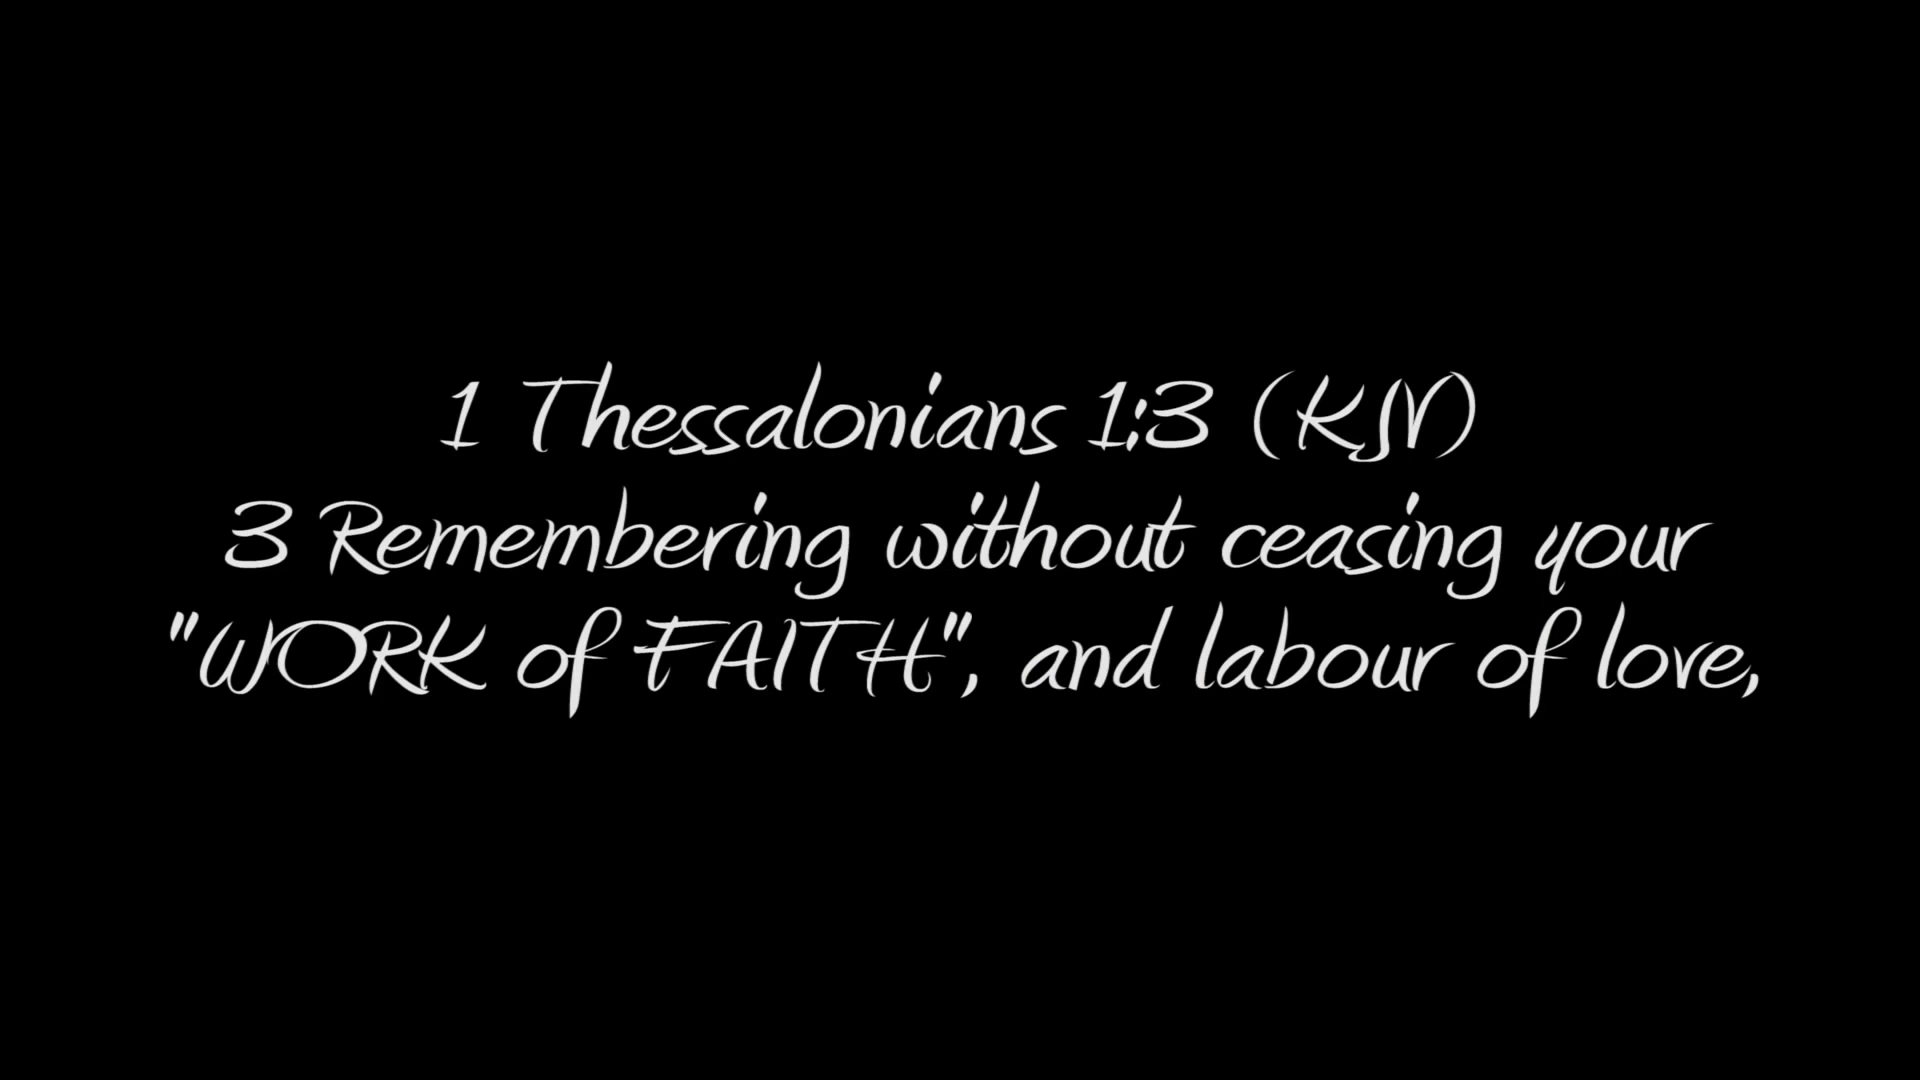 1 Thessalonians 1:3 (KJV)
3 Remembering without ceasing your
"WORK of FAITH", and labour of love,